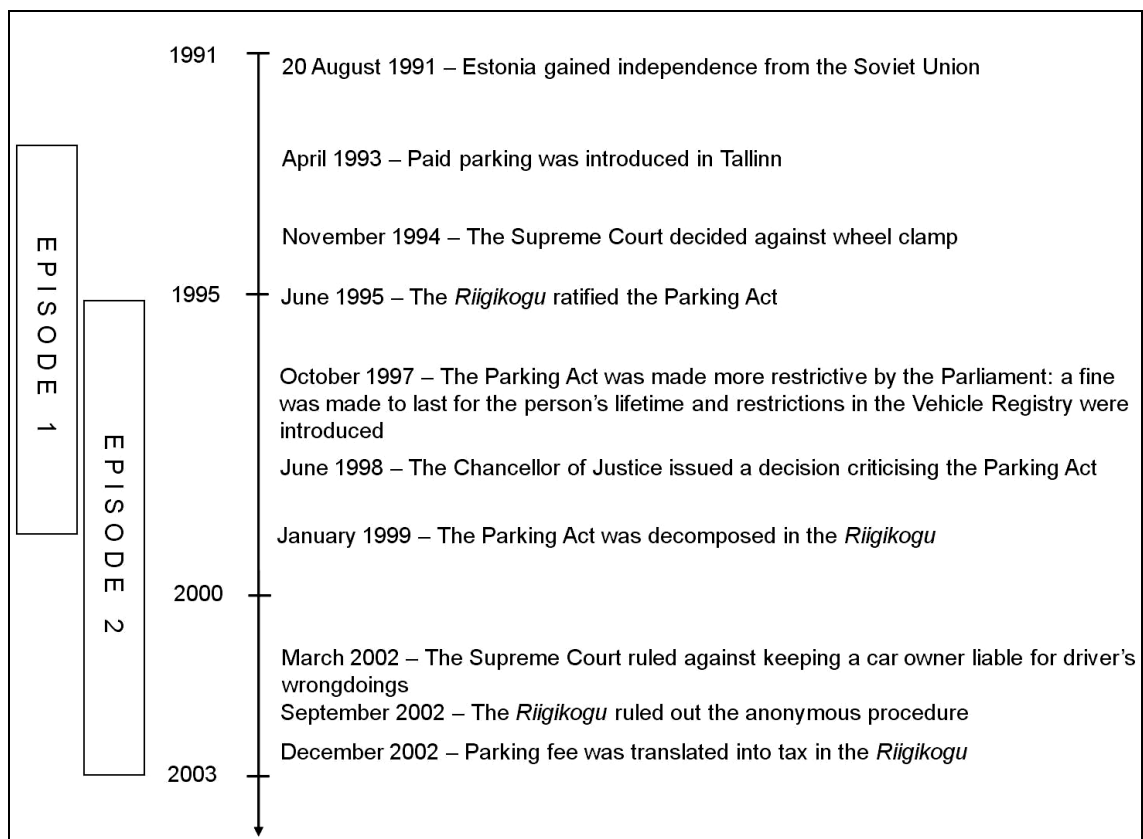 1991
20 August 1991 – Estonia gained independence from the Soviet Union
April 1993 – Paid parking was introduced in Tallinn
November 1994 – The Supreme Court decided against wheel clamp
EPISODE 1
1995
June 1995 – The Riigikogu ratified the Parking Act
October 1997 – The Parking Act was made more restrictive by the Parliament: a fine
was made to last for the person's lifetime and restrictions in the Vehicle Registry were
introduced
EPISODE 2
June 1998 – The Chancellor of Justice issued a decision criticising the Parking Act
January 1999 – The Parking Act was decomposed in the Riigikogu
2000
March 2002 – The Supreme Court ruled against keeping a car owner liable for driver's
wrongdoings
September 2002 – The Riigikogu ruled out the anonymous procedure
December 2002 – Parking fee was translated into tax in the Riigikogu
2003